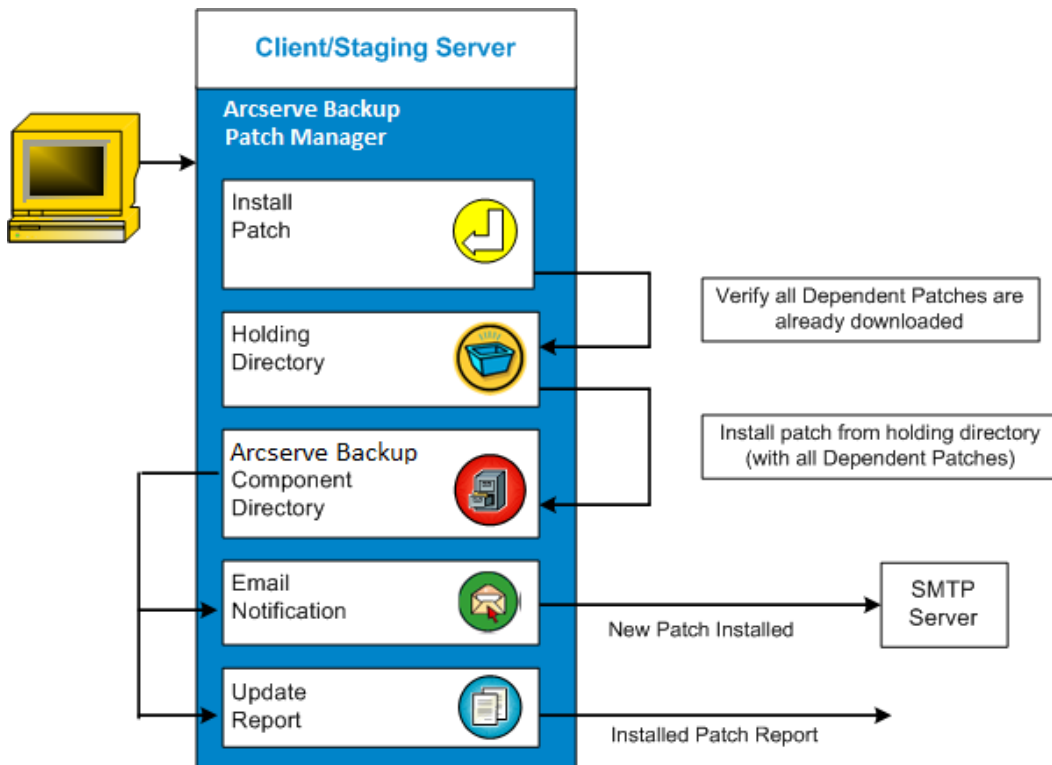 Client/Staging Server
Arcserve Backup
Patch Manager
Install
Patch
Verify all Dependent Patches are
already downloaded
Holding
Directory
Install patch from holding directory
(with all Dependent Patches)
Arcserve Backup
Component
Directory
Email
Notification
New Patch Installed
SMTP
Server
Update
Report
Installed Patch Report